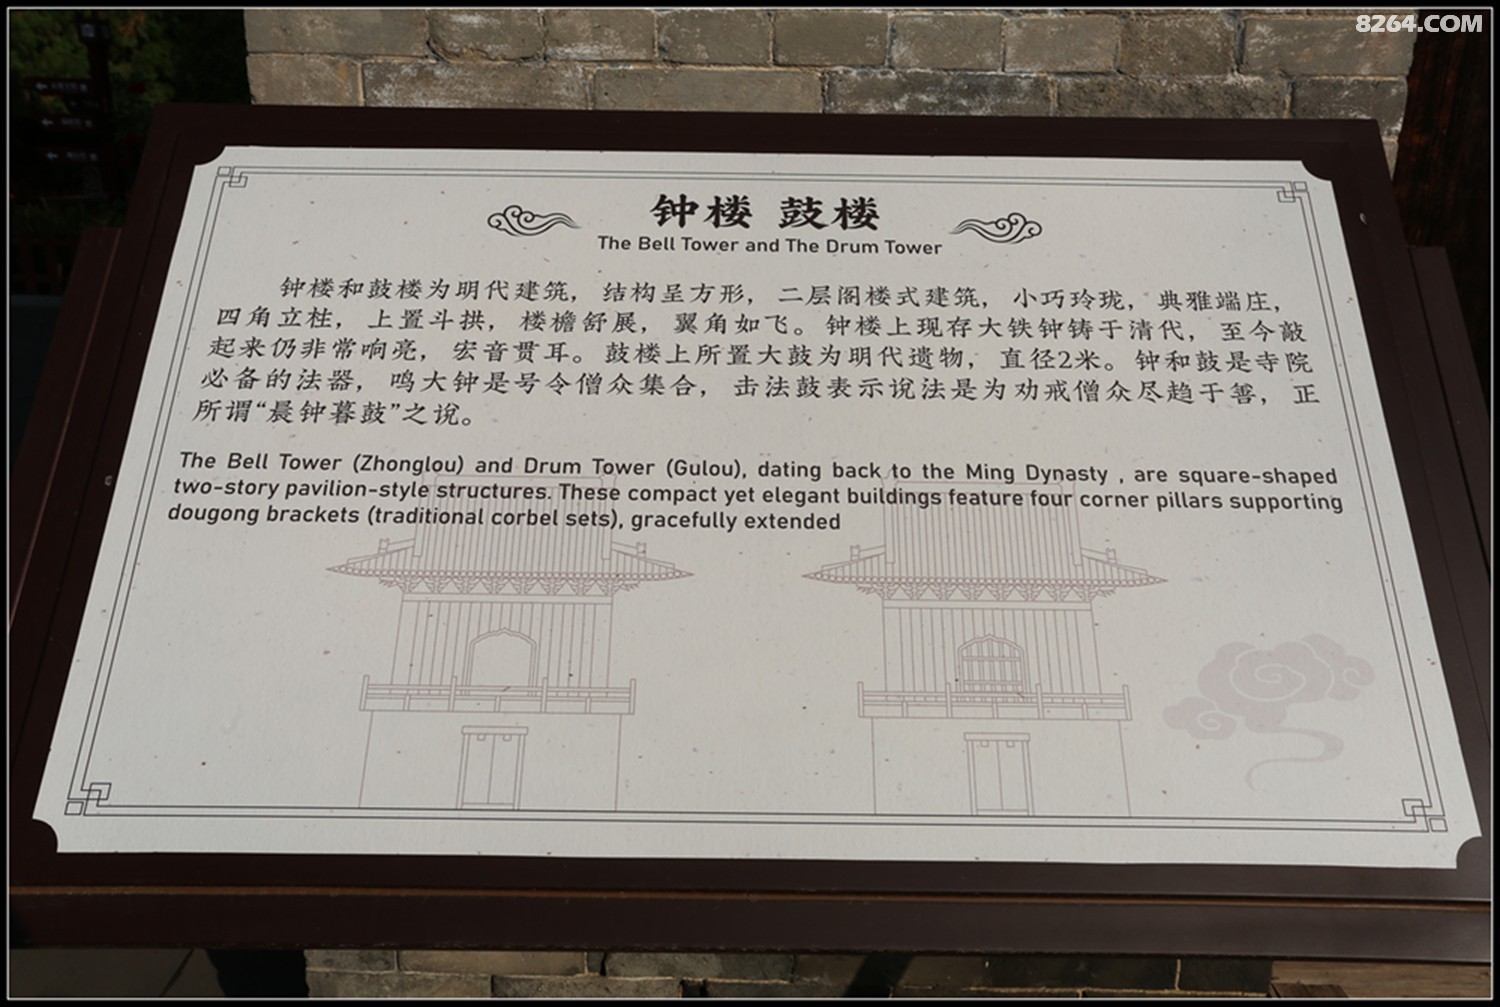 8264.COM
钟楼 鼓楼
The Bell Tower and The Drum Tower
钟楼和鼓楼为明代建筑，结构呈方形，二层阁楼式建筑，小巧玲珑，典雅端庄，
四角立柱，上置斗拱，楼檐舒展，翼角如飞。钟楼上现存大铁钟铸于清代，至今敲
起来仍非常响亮，宏音贯耳。鼓楼上所置大鼓为明代遗物，直径2米。钟和鼓是寺院
必备的法器，鸣大钟是号令僧众集合，击法鼓表示说法是为劝戒僧众尽趋于善，正
所谓“晨钟暮鼓”之说。
The Bell Tower (Zhonglou) and Drum Tower (Gulou), dating back to the Ming Dynasty , are square-shaped
two-story pavilion-style structures. These compact yet elegant buildings feature four corner pillars supporting
dougong brackets (traditional corbel sets), gracefully extended